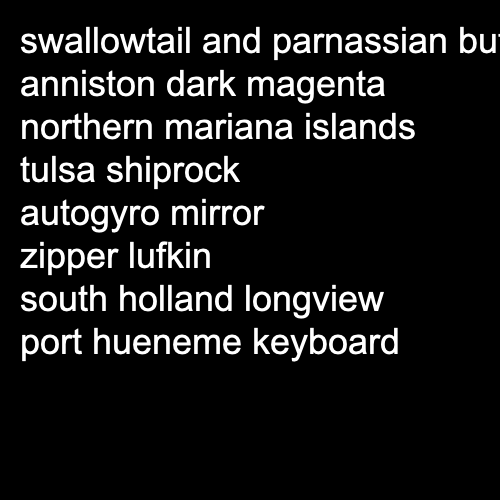 swallowtail and parnassian
anniston dark magenta
northern mariana islands
tulsa shiprock
autogyro mirror
zipper lufkin
south holland longview
port hueneme keyboard